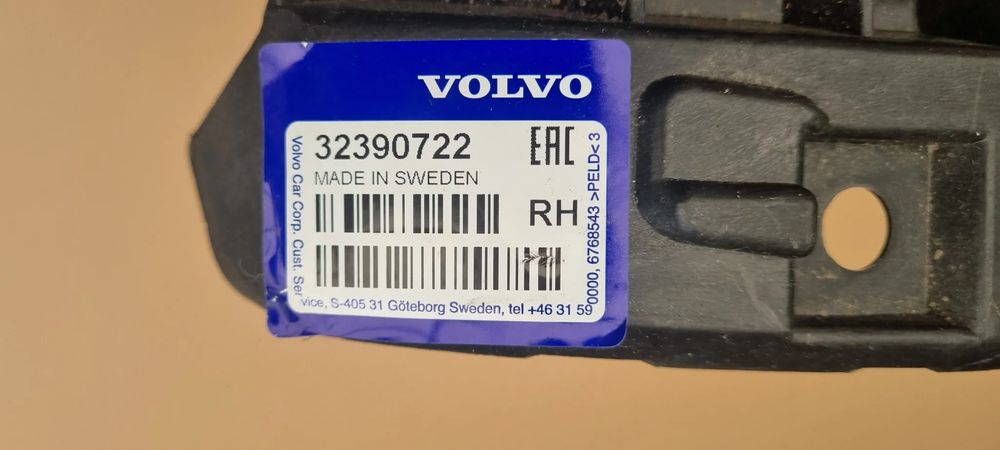 VOLVO
32390722
EAC
MADE IN SWEDEN
RH
Volvo Car Corp. Cust. Ser
vice, S-405 31 Göteborg Sweden, tel +46 31 59
0000, 6768543 >PELD< 3